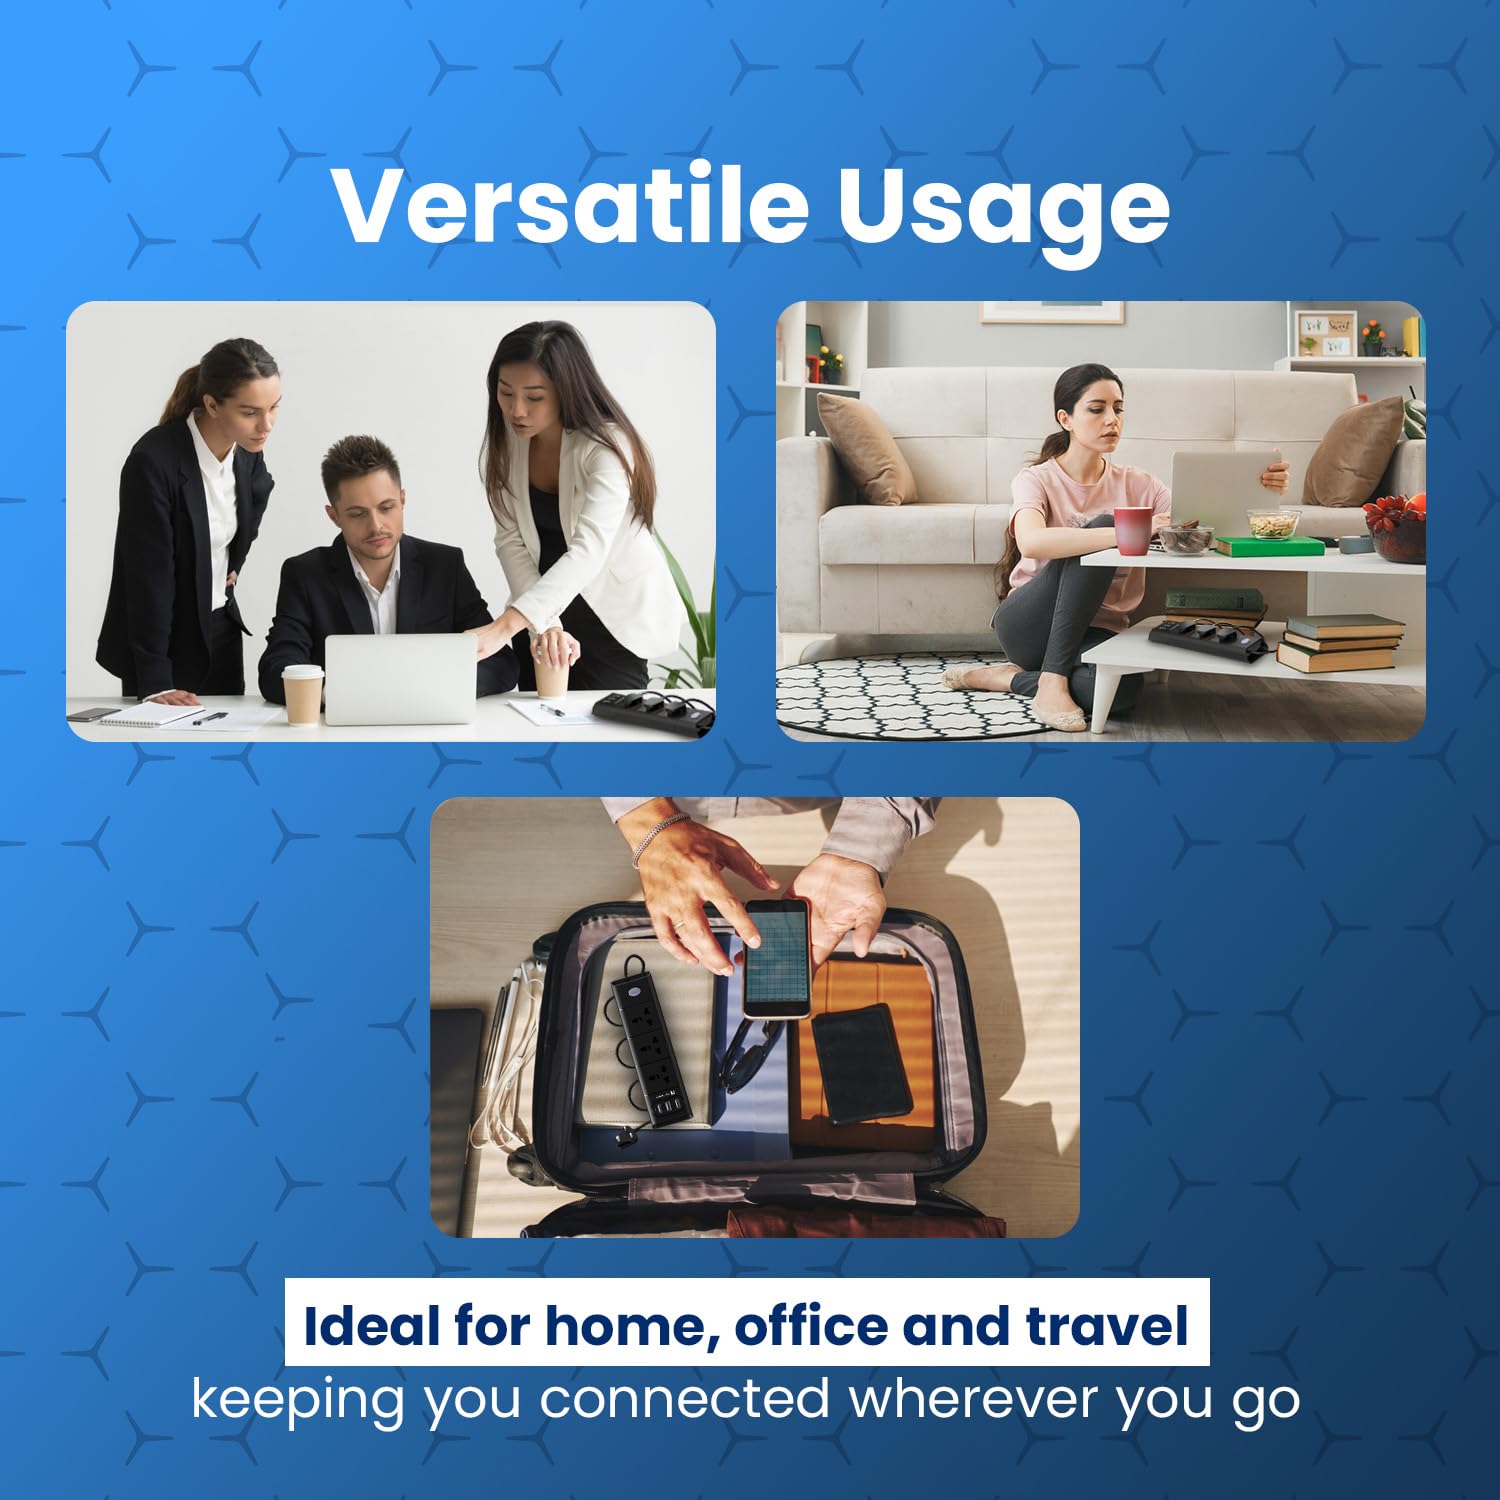 Versatile Usage
Ideal for home, office and travel
keeping you connected wherever you go